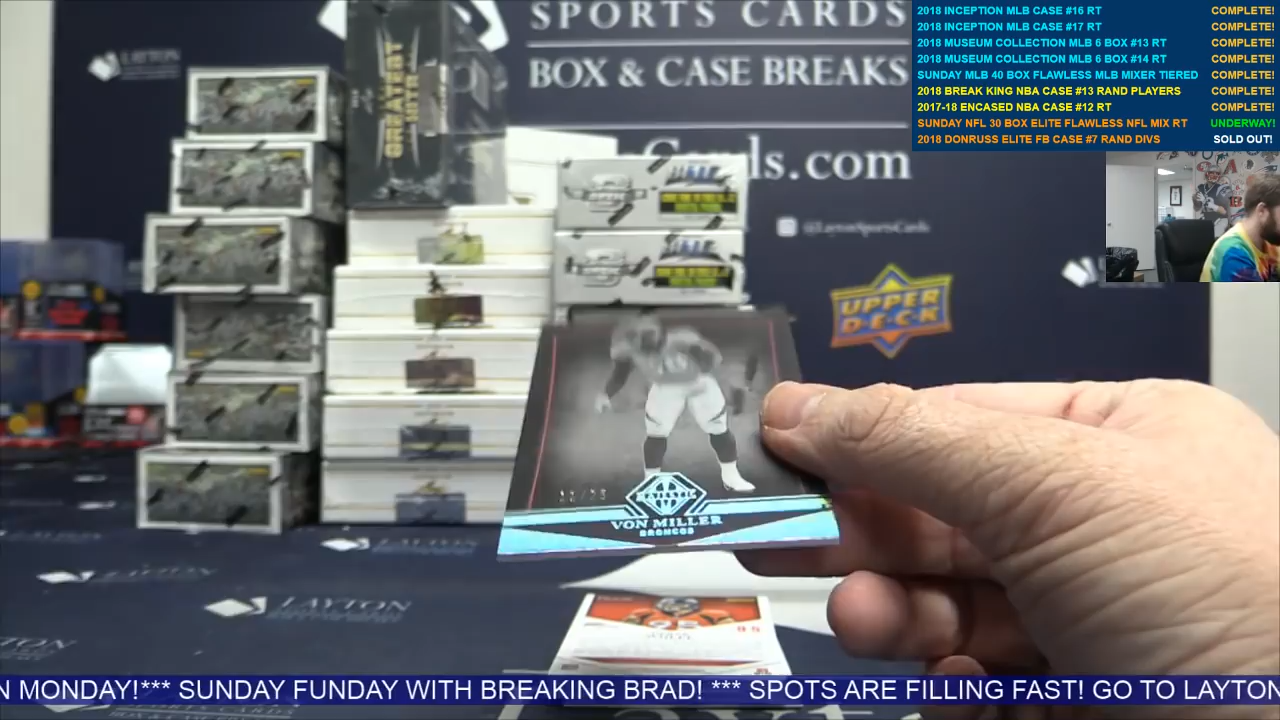 2018 INCEPTION MLB CASE #16 RT COMPLETE!
2018 INCEPTION MLB CASE #17 RT COMPLETE!
2018 MUSEUM COLLECTION MLB 6 BOX #13 RT COMPLETE!
2018 MUSEUM COLLECTION MLB 6 BOX #14 RT COMPLETE!
SUNDAY MLB 40 BOX FLAWLESS MLB MIXER TIERED COMPLETE!
2018 BREAK KING NBA CASE #13 RAND PLAYERS COMPLETE!
2017-18 ENCASED NBA CASE #12 RT COMPLETE!
SUNDAY NFL 30 BOX ELITE FLAWLESS NFL MIX RT UNDERWAY!
2018 DONRUSS ELITE FB CASE #7 RAND DIVS SOLD OUT!
SPORTS CARDS
BOX & CASE BREAKS
Cards.com
LAYTON
GREATEST
HITS
@LaytonSportsCards
UPPER
DECK
MAJESTIC
VON MILLER
BRONCOS
LAYTON
N MONDAY!*** SUNDAY FUNDAY WITH BREAKING BRAD! *** SPOTS ARE FILLING FAST! GO TO LAYTON